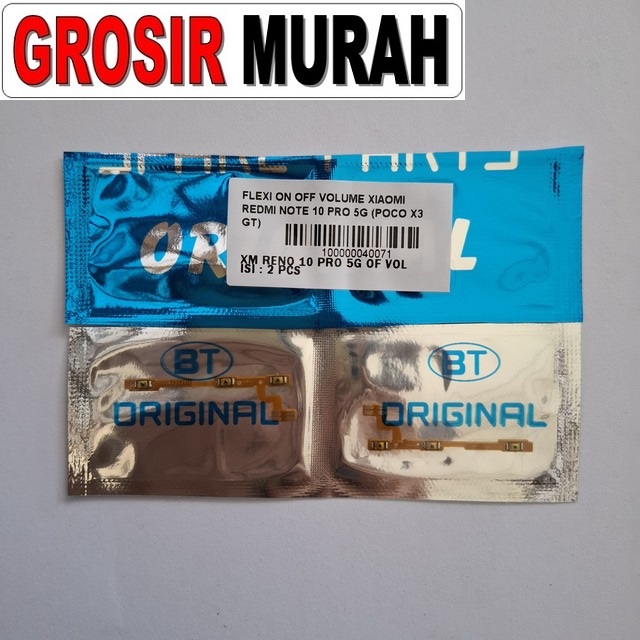 GROSIR MURAH
FLEXI ON OFF VOLUME XIAOMI
REDMI NOTE 10 PRO 5G (POCO X3
GT)
100000040071
XM RENO 10 PRO 5G OF VOL
ISI : 2 PCS
BT
ORIGINAL
BT
ORIGINAL